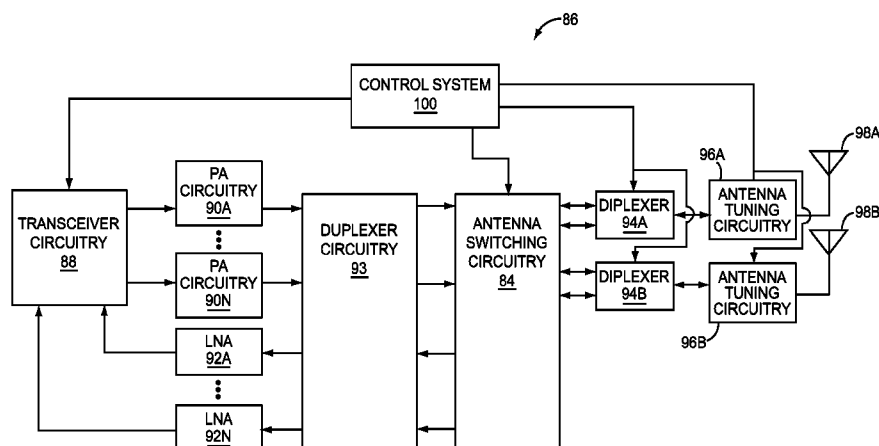 86
CONTROL SYSTEM
100
98A
96A
PA
CIRCUITRY
90A
TRANSCEIVER
CIRCUITRY
88
DUPLEXER
CIRCUITRY
93
ANTENNA
SWITCHING
CIRCUITRY
84
DIPLEXER
94A
ANTENNA
TUNING
CIRCUITRY
98B
PA
CIRCUITRY
90N
DIPLEXER
94B
ANTENNA
TUNING
CIRCUITRY
96B
LNA
92A
LNA
92N